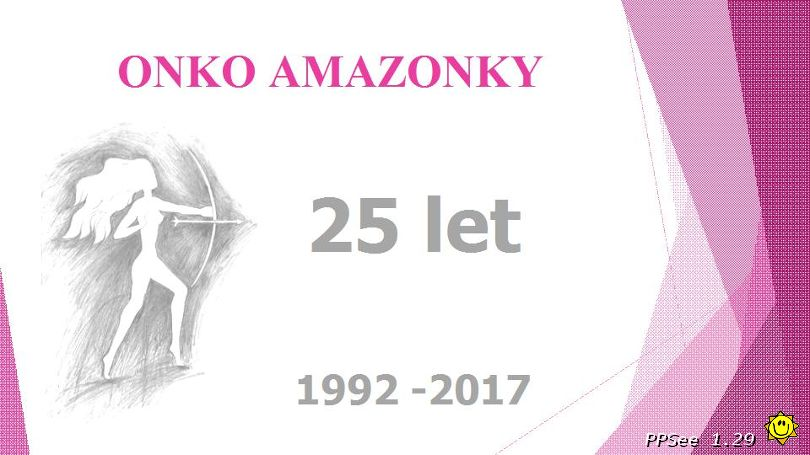 ONKO AMAZONKY
25 let
1992 -2017
PPSee 1.29